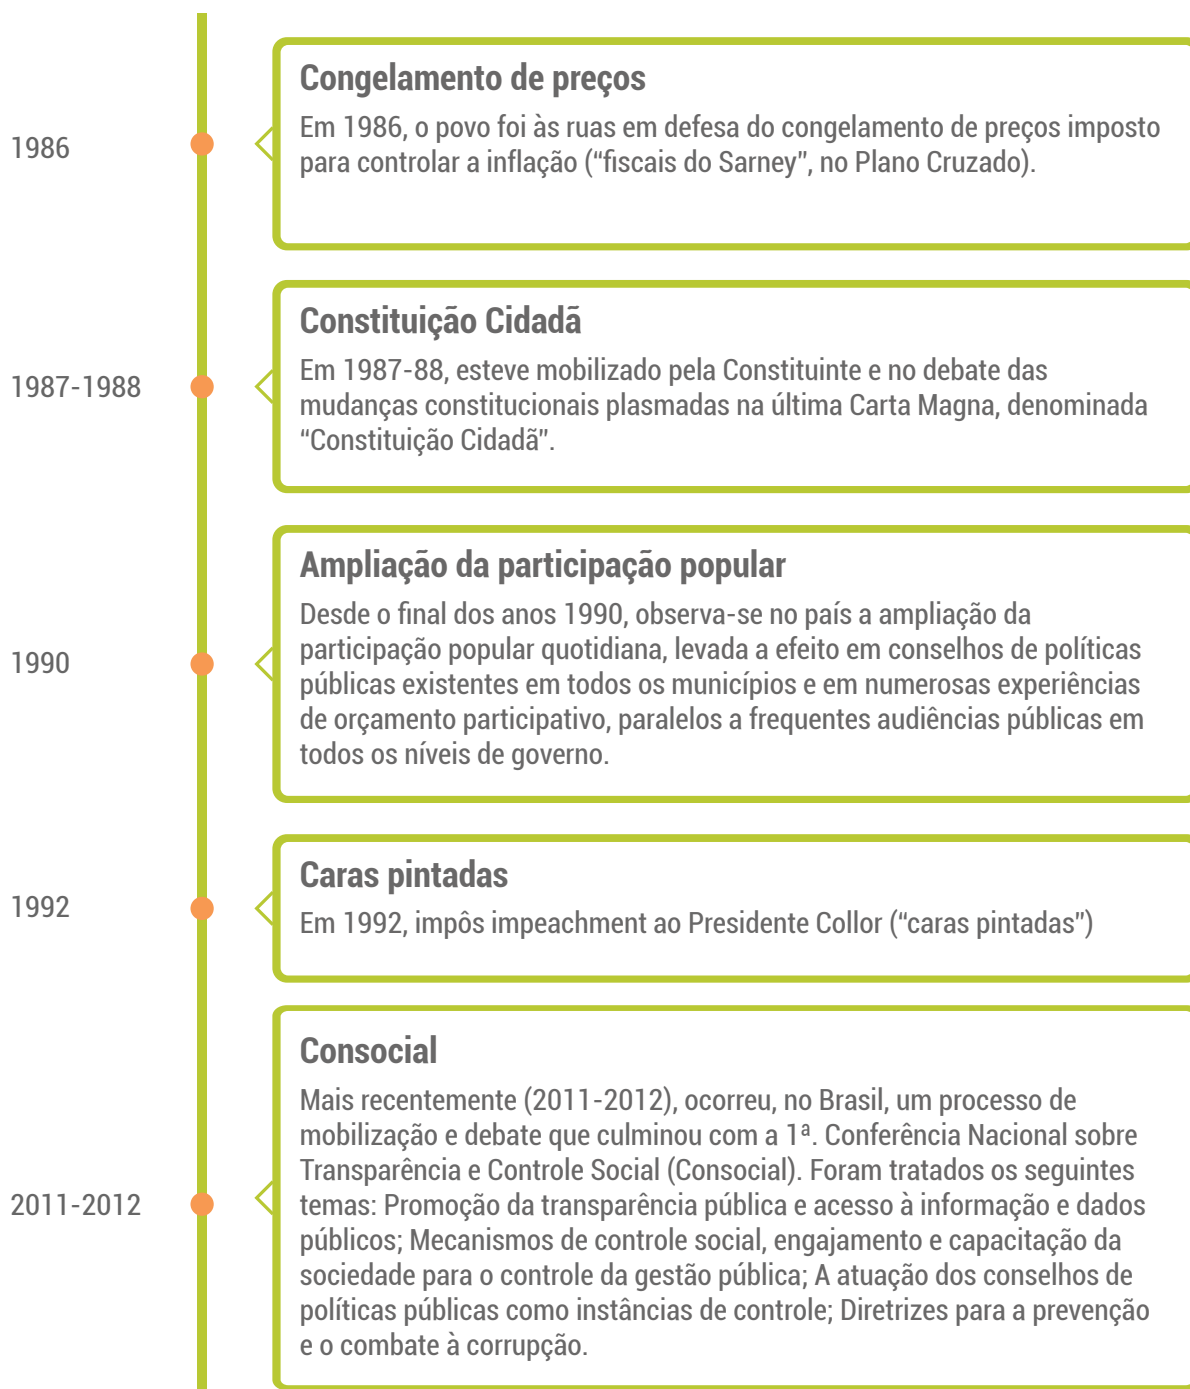 Congelamento de preços
1986
Em 1986, o povo foi às ruas em defesa do congelamento de preços imposto
para controlar a inflação (“fiscais do Sarney”, no Plano Cruzado).
Constituição Cidadã
1987-1988
Em 1987-88, esteve mobilizado pela Constituinte e no debate das
mudanças constitucionais plasmadas na última Carta Magna, denominada
“Constituição Cidadã”.
Ampliação da participação popular
1990
Desde o final dos anos 1990, observa-se no país a ampliação da
participação popular quotidiana, levada a efeito em conselhos de políticas
públicas existentes em todos os municípios e em numerosas experiências
de orçamento participativo, paralelos a frequentes audiências públicas em
todos os níveis de governo.
Caras pintadas
1992
Em 1992, impôs impeachment ao Presidente Collor (“caras pintadas”)
Consocial
2011-2012
Mais recentemente (2011-2012), ocorreu, no Brasil, um processo de
mobilização e debate que culminou com a 1ª. Conferência Nacional sobre
Transparência e Controle Social (Consocial). Foram tratados os seguintes
temas: Promoção da transparência pública e acesso à informação e dados
públicos; Mecanismos de controle social, engajamento e capacitação da
sociedade para o controle da gestão pública; A atuação dos conselhos de
políticas públicas como instâncias de controle; Diretrizes para a prevenção
e o combate à corrupção.